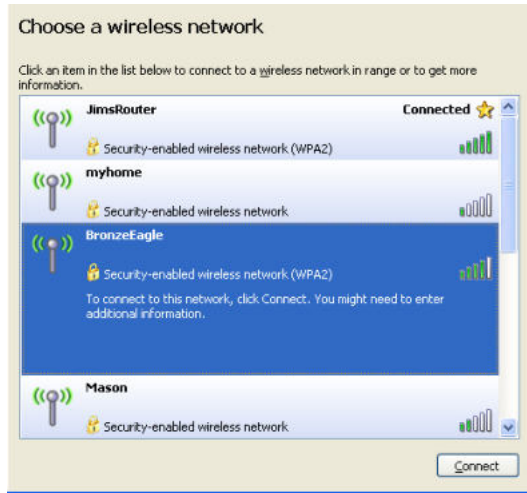 Choose a wireless network
Click an item in the list below to connect to a wireless network in range or to get more
information.
JimsRouter
Connected
Security-enabled wireless network (WPA2)
myhome
Security-enabled wireless network
BronzeEagle
Security-enabled wireless network (WPA2)
To connect to this network, click Connect. You might need to enter
additional information.
Mason
Security-enabled wireless network
Connect